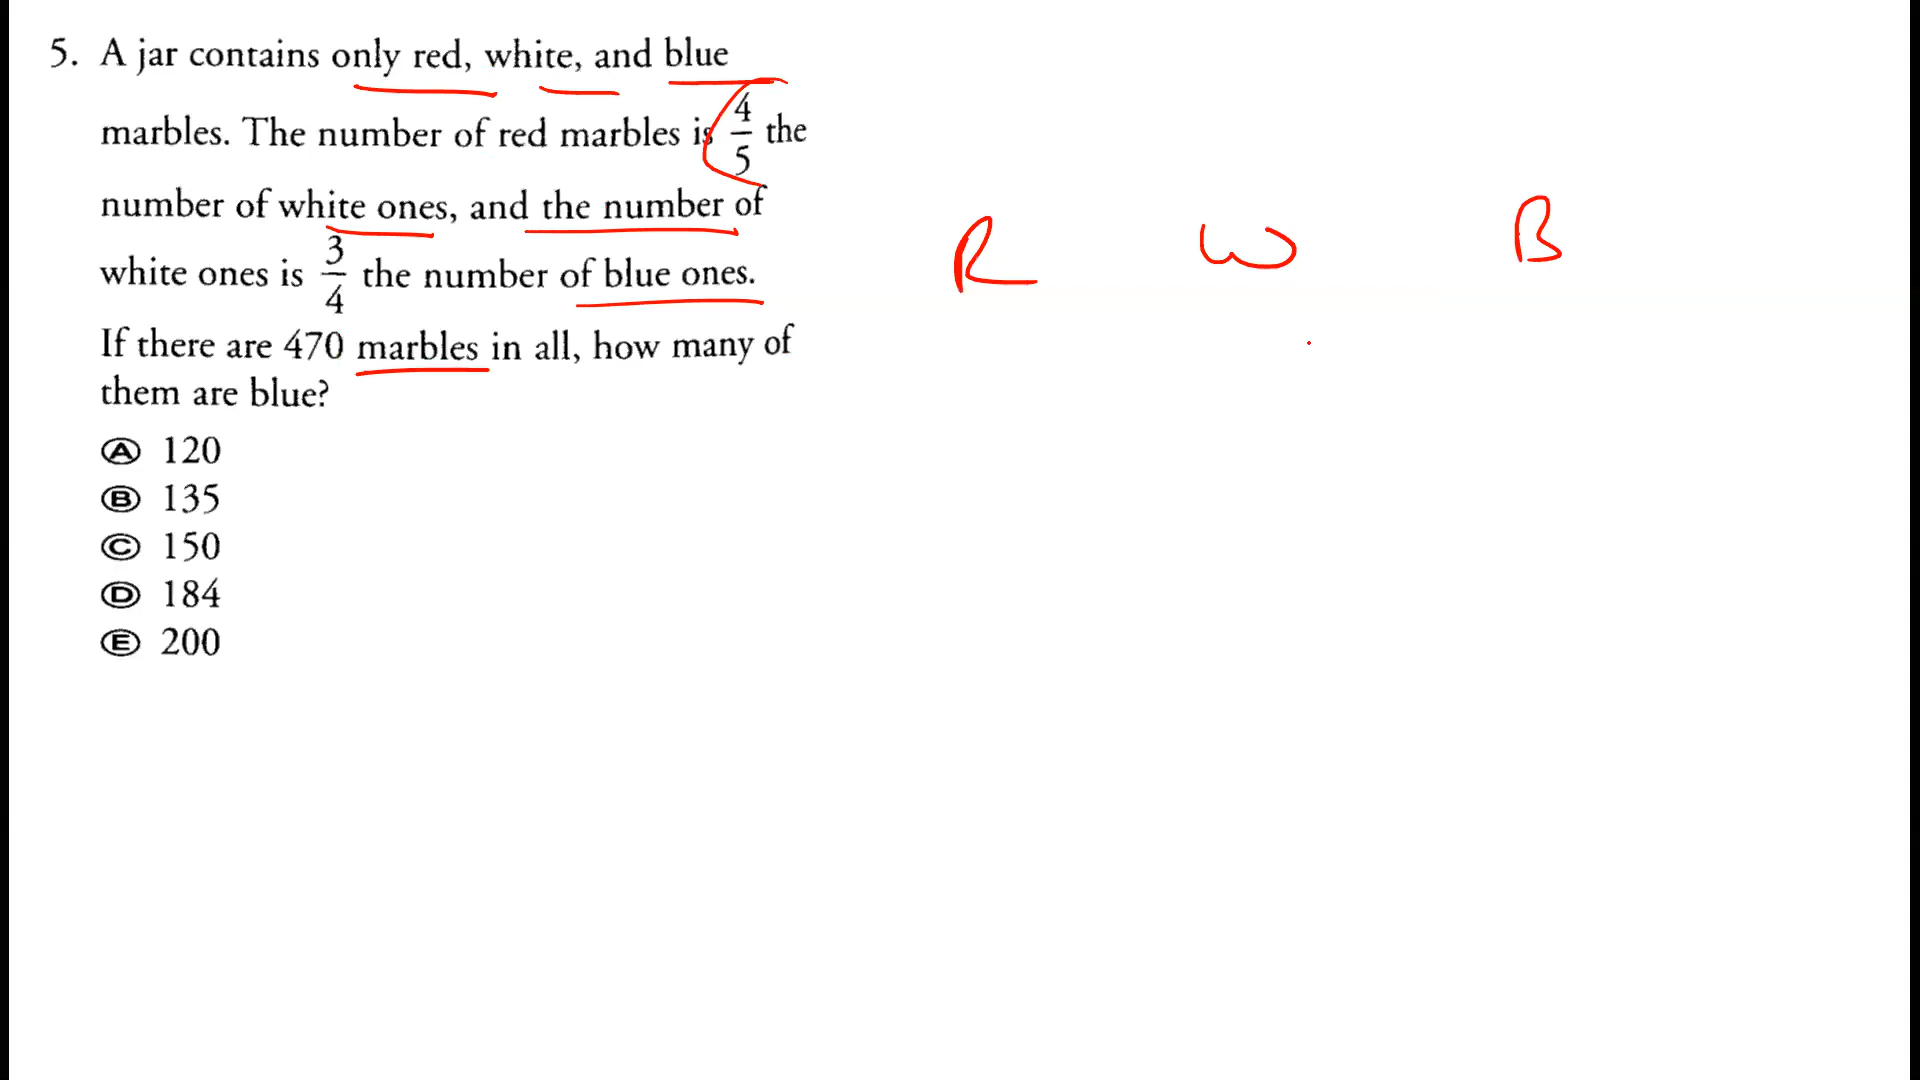 5. A jar contains only red, white, and blue
marbles. The number of red marbles is 4/5 the
number of white ones, and the number of
white ones is 3/4 the number of blue ones.
If there are 470 marbles in all, how many of
them are blue?
A 120
B 135
C 150
D 184
E 200
R W B